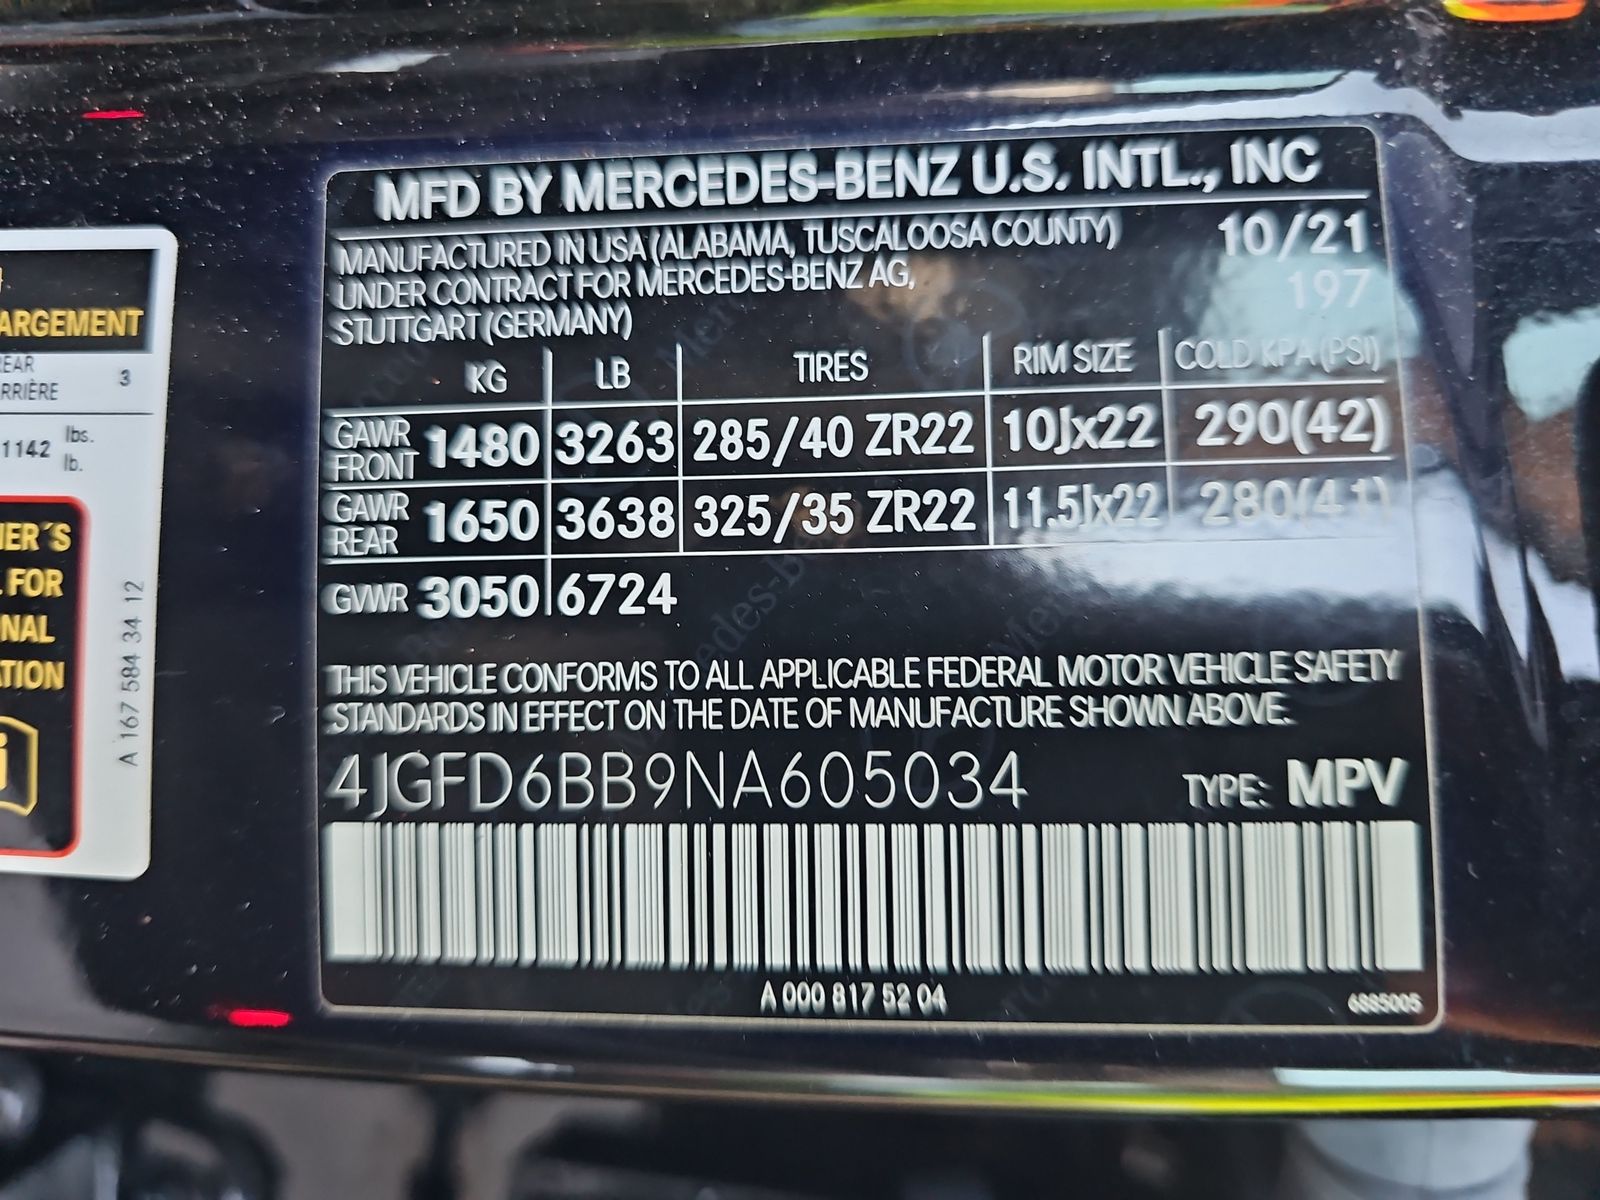 ARGEMENT
REAR
RRIÈRE 3
1142 lbs.
lb.
NER'S
FOR
NAL
TION
A 167 584 34 12
MFD BY MERCEDES-BENZ U.S. INTL., INC
MANUFACTURED IN USA (ALABAMA, TUSCALOOSA COUNTY) 10/21
UNDER CONTRACT FOR MERCEDES-BENZ AG, 197
STUTTGART (GERMANY)
KG LB TIRES RIM SIZE COLD KPA (PSI)
GAWR FRONT 1480 3263 285/40 ZR22 10Jx22 290(42)
GAWR REAR 1650 3638 325/35 ZR22 11.5Jx22 280(41)
GVWR 3050 6724
THIS VEHICLE CONFORMS TO ALL APPLICABLE FEDERAL MOTOR VEHICLE SAFETY
STANDARDS IN EFFECT ON THE DATE OF MANUFACTURE SHOWN ABOVE.
4JGFD6BB9NA605034 TYPE: MPV
A 000 817 52 04
6885005